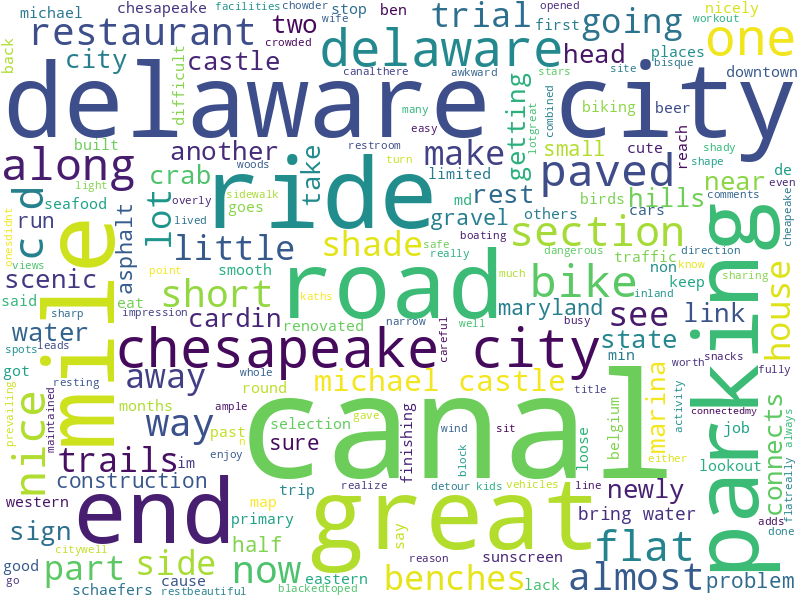 michael
chesapeake
facilities
chowder
stop
ben
wife
opened
workout
restaurant
two
trial
going
first
nicely
one
back
crowded
delaware
head
places
city
castle
canalthere
awkward
stars
site
bisque
downtown
difficult
delaware city
getting
lotgreat
combined
many
biking
beer
built
another
restroom
easy
make
small
cute
reach
shady
along
crab
woods
turn
limited
paved
near
shape
de
even
light
take
md
rest
birds
hills
comments
seafood
overly
sidewalk
ride
gravel
others
cars
cheapeake
onesdidnt
c d
run
asphalt
lot
goes
lived
safe
boating
section
traffic
direction
views
little
shade
really
dangerous
non
keep
know
sharing
scenic
smooth
point
road
much
bike
inland
see
link
house
said
sharp
short
kaths
maryland
water
impression
cardin
renovated
narrow
well
careful
busy
state
spots
leads
mile
chesapeake city
min
worth
snacks
fully
got
resting
away
whole
round
michael castle
title
marina
activity
parking
prevailing
maintained
months
way
ample
n
gave
selection
wind
sit
belgium
connectedmy
nice
past
sure
finishing
block
either
job
connects
flatreally
always
trails
im
enjoy
canal
loose
lookout
western
construction
trip
realize
detour
kids
vehicles
line
newly
adds
done
sign
end
map
great
bring water
primary
say
citywell
half
reason
sunscreen
flat
good
part
side
now
eastern
lack
go
cause
benches
almost
problem
schaefers
restbeautiful
blackedtoped
eat